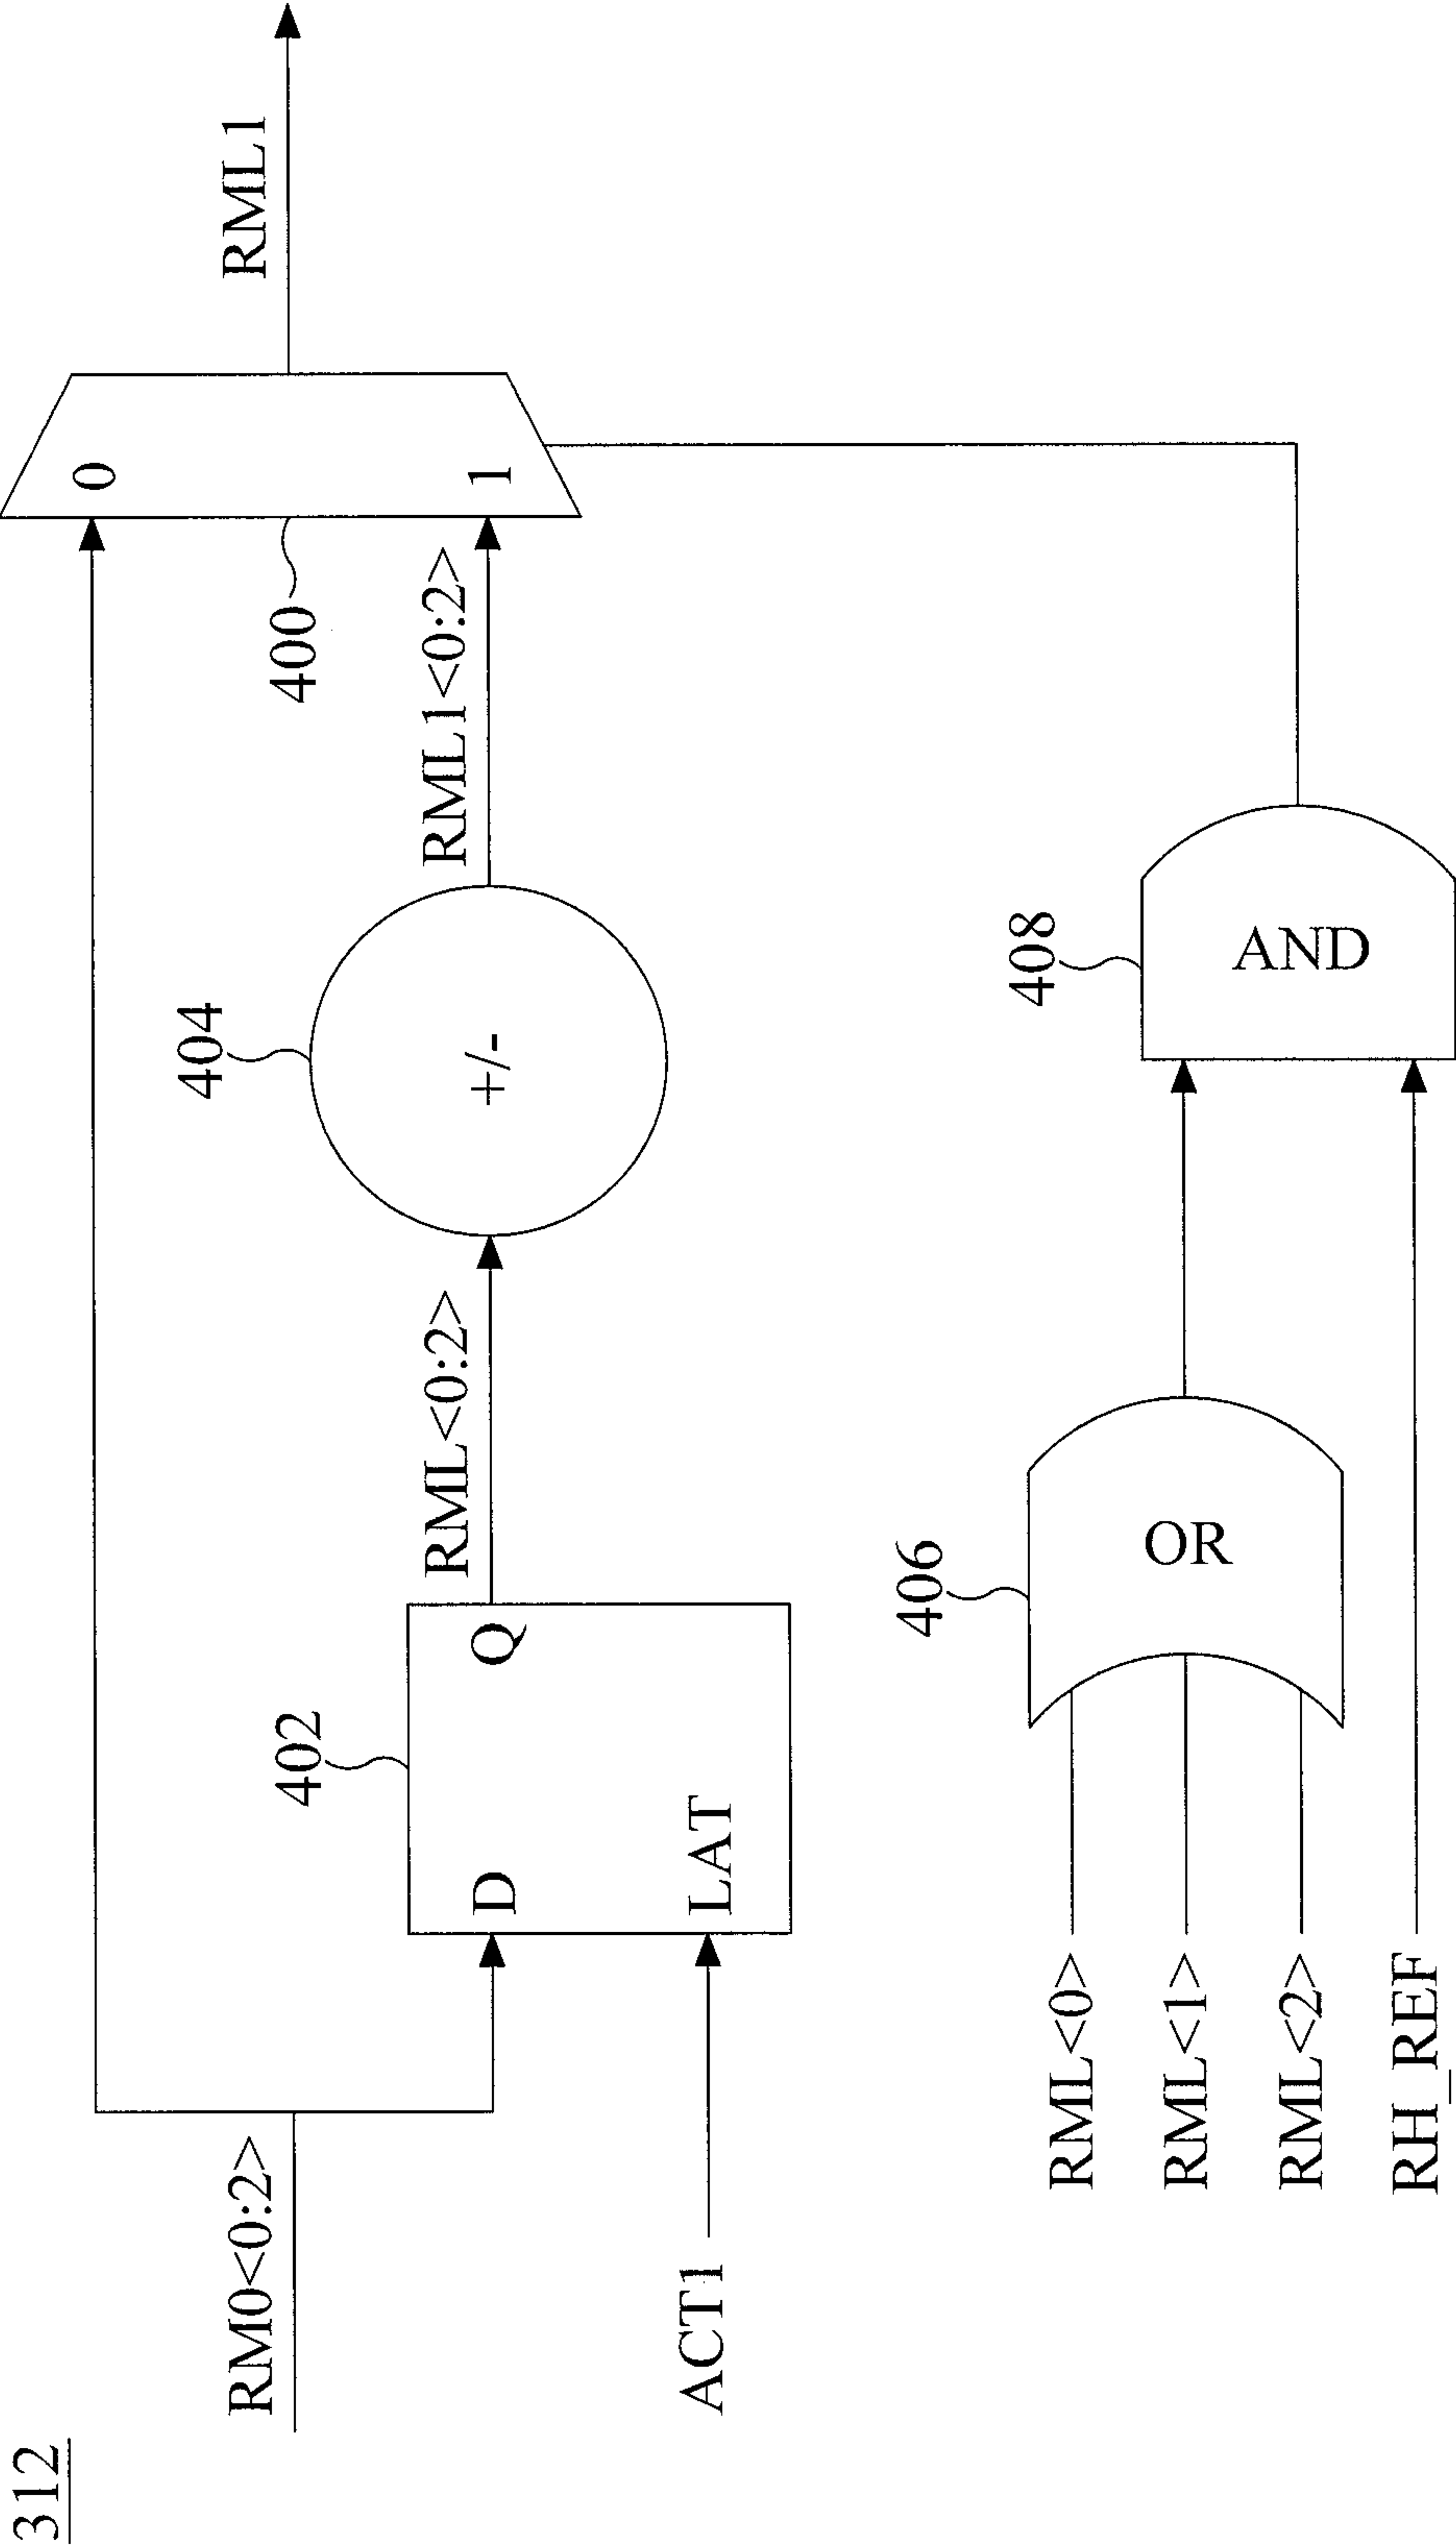 312
RM0<0:2>
ACT1
402
D
Q
LAT
RML<0:2>
404
+/-
RML1<0:2>
400
0
1
RML1
RML<0>
RML<1>
RML<2>
RH_REF
406
OR
408
AND